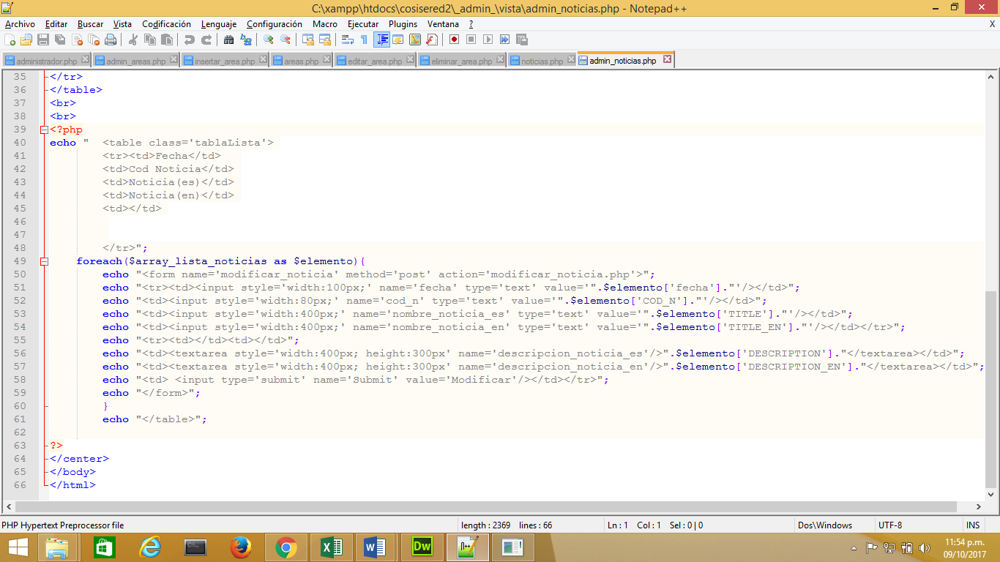 C:\xampp\htdocs\cosisered2\_admin_\vista\admin_noticias.php - Notepad++
Archivo Editar Buscar Vista Codificación Lenguaje Configuración Macro Ejecutar Plugins Ventana ? X
administrador.php admin_areas.php insertar_area.php areas.php editar_area.php eliminar_area.php noticias.php admin_noticias.php
35 </tr>
36 </table>
37 <br>
38 <br>
39 <?php
40 echo "  <table class='tablaLista'>
41 <tr><td>Fecha</td>
42 <td>Cod Noticia</td>
43 <td>Noticia(es)</td>
44 <td>Noticia(en)</td>
45 <td></td>
46
47
48 </tr>";
49 foreach($array_lista_noticias as $elemento){
50 echo "<form name='modificar_noticia' method='post' action='modificar_noticia.php'>";
51 echo "<tr><td><input style='width:100px;' name='fecha' type='text' value='".$elemento['fecha']."'/></td>";
52 echo "<td><input style='width:80px;' name='cod_n' type='text' value='".$elemento['COD_N']."'/></td>";
53 echo "<td><input style='width:400px;' name='nombre_noticia_es' type='text' value='".$elemento['TITLE']."'/></td>";
54 echo "<td><input style='width:400px;' name='nombre_noticia_en' type='text' value='".$elemento['TITLE_EN']."'/></td></tr>";
55 echo "<tr><td></td><td></td>";
56 echo "<td><textarea style='width:400px; height:300px' name='descripcion_noticia_es'/>".$elemento['DESCRIPTION']."</textarea></td>";
57 echo "<td><textarea style='width:400px; height:300px' name='descripcion_noticia_en'/>".$elemento['DESCRIPTION_EN']."</textarea></td>";
58 echo "<td> <input type='submit' name='Submit' value='Modificar'/></td></tr>";
59 echo "</form>";
60 }
61 echo "</table>";
62
63 ?>
64 </center>
65 </body>
66 </html>
PHP Hypertext Preprocessor file length : 2369 lines : 66 Ln : 1 Col : 1 Sel : 0 | 0 Dos\Windows UTF-8 INS
11:54 p.m.
09/10/2017